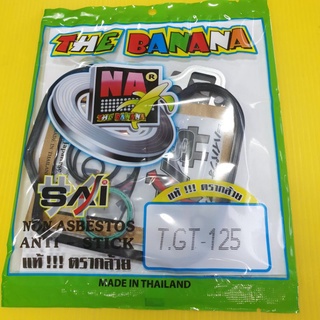 THE BANANA
NA®
THE BANANA
SAI
NON ASBESTOS
ANTI STICK
แท้ !!! ตรากล้วย
แท้ !!! ตรากล้วย
T.GT-125
MADE IN THAILAND